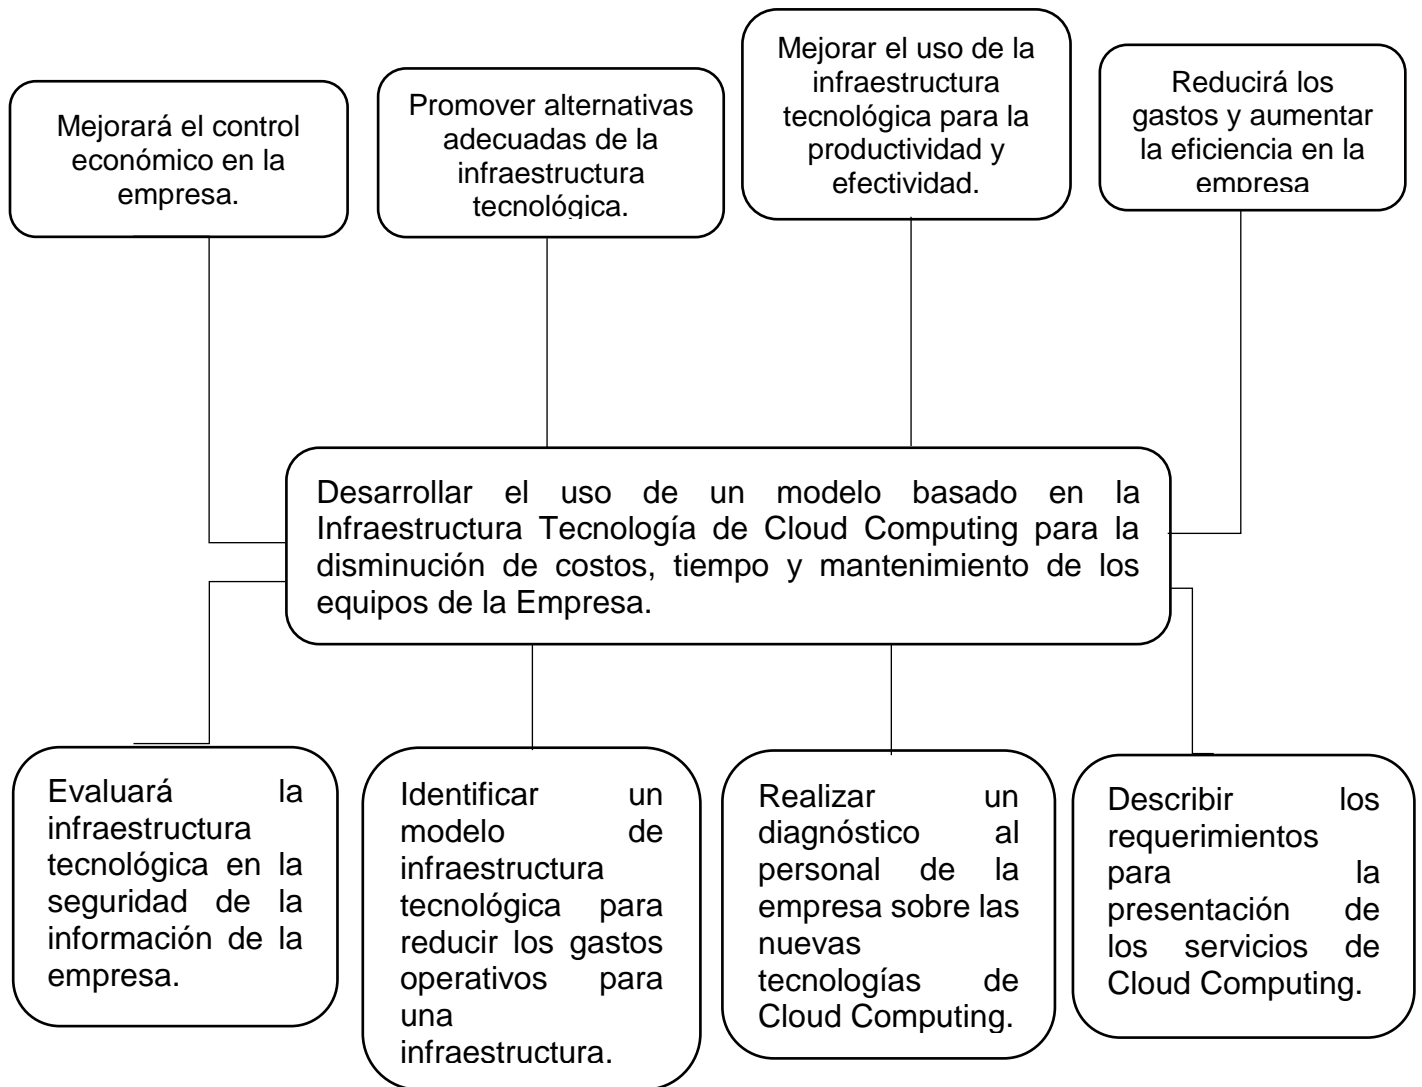 Mejorará el control
económico en la
empresa.
Promover alternativas
adecuadas de la
infraestructura
tecnológica.
Mejorar el uso de la
infraestructura
tecnológica para la
productividad y
efectividad.
Reducirá los
gastos y aumentar
la eficiencia en la
empresa
Desarrollar el uso de un modelo basado en la
Infraestructura Tecnología de Cloud Computing para la
disminución de costos, tiempo y mantenimiento de los
equipos de la Empresa.
Evaluará la
infraestructura
tecnológica en la
seguridad de la
información de la
empresa.
Identificar un
modelo de
infraestructura
tecnológica para
reducir los gastos
operativos para
una
infraestructura.
Realizar un
diagnóstico al
personal de la
empresa sobre las
nuevas
tecnologías de
Cloud Computing.
Describir los
requerimientos
para la
presentación de
los servicios de
Cloud Computing.